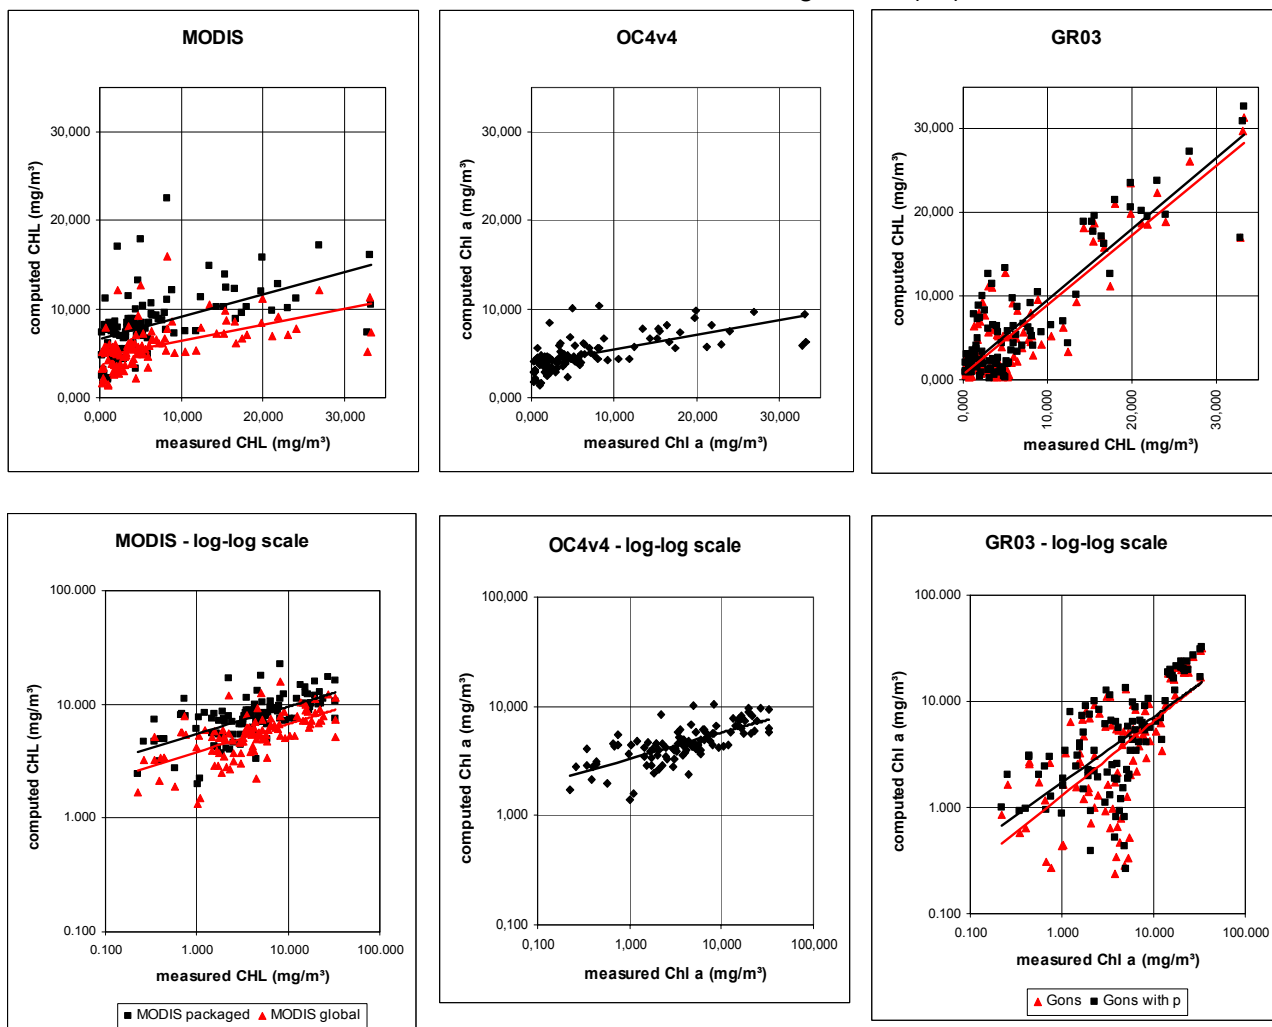 MODIS
computed CHL (mg/m³)
30,000
20,000
10,000
0,000
0,000 10,000 20,000 30,000
measured CHL (mg/m³)
OC4v4
computed Chl a (mg/m³)
30,000
20,000
10,000
0,000
0,000 10,000 20,000 30,000
measured Chl a (mg/m³)
GR03
computed CHL (mg/m³)
30,000
20,000
10,000
0,000
0,000 10,000 20,000 30,000
measured CHL (mg/m³)
MODIS - log-log scale
computed CHL (mg/m³)
100.000
10.000
1.000
0.100
0.100 1.000 10.000 100.000
measured CHL (mg/m³)
MODIS packaged MODIS global
OC4v4 - log-log scale
computed Chl a (mg/m³)
100,000
10,000
1,000
0,100
0,100 1,000 10,000 100,000
measured Chl a (mg/m³)
GR03 - log-log scale
computed Chl a (mg/m³)
100.000
10.000
1.000
0.100
0.100 1.000 10.000 100.000
measured Chl a (mg/m³)
Gons Gons with p